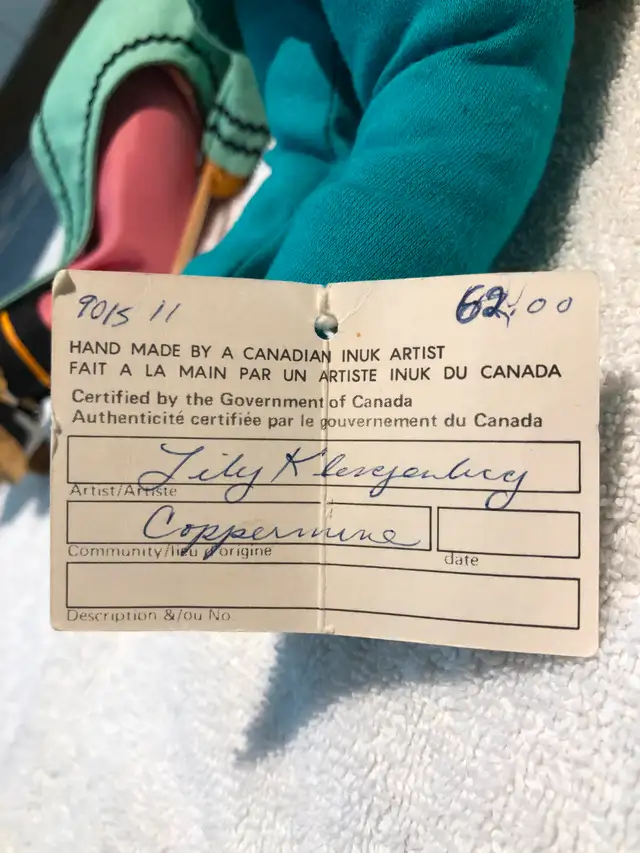 90/5 11
62.00
HAND MADE BY A CANADIAN INUK ARTIST
FAIT A LA MAIN PAR UN ARTISTE INUK DU CANADA
Certified by the Government of Canada
Authenticité certifiée par le gouvernement du Canada
Lily Klengenberg
Artist/Artiste
Coppermine
Community/lieu d'origine
date
Description &/ou No.